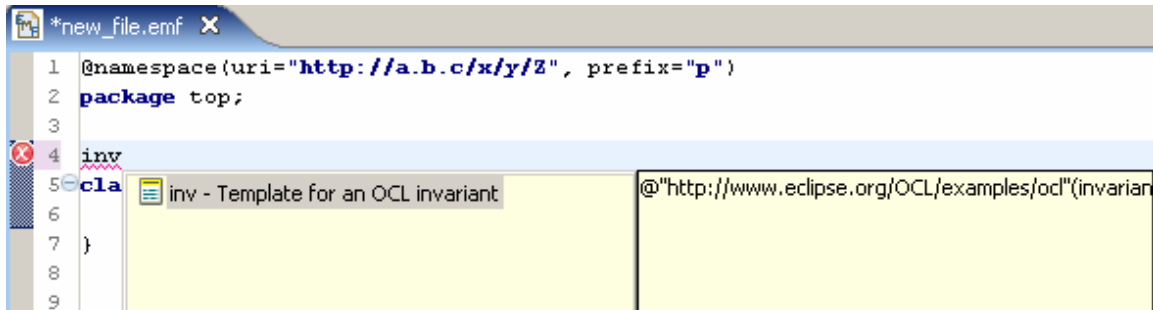 *new_file.emf
1 @namespace(uri="http://a.b.c/x/y/Z", prefix="p")
2 package top;
3
4 inv
5 cla
inv - Template for an OCL invariant
@"http://www.eclipse.org/OCL/examples/ocl"(invarian
6
7 }
8
9